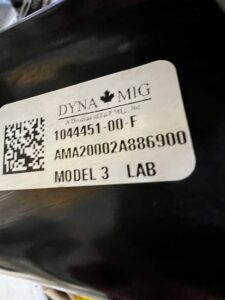 DYNA MIG
A Division of F&P Mfg., Inc.
1044451-00-F
AMA20002A886900
MODEL 3 LAB